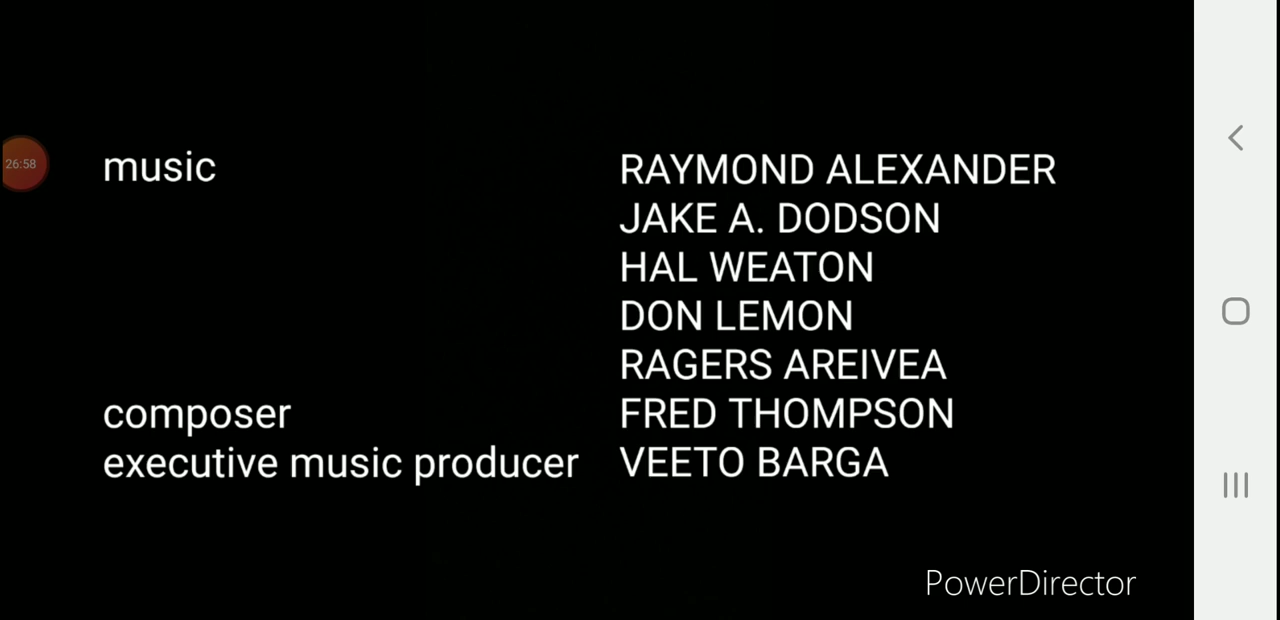 26:58
music RAYMOND ALEXANDER
JAKE A. DODSON
HAL WEATON
DON LEMON
RAGERS AREIVEA
composer FRED THOMPSON
executive music producer VEETO BARGA
PowerDirector